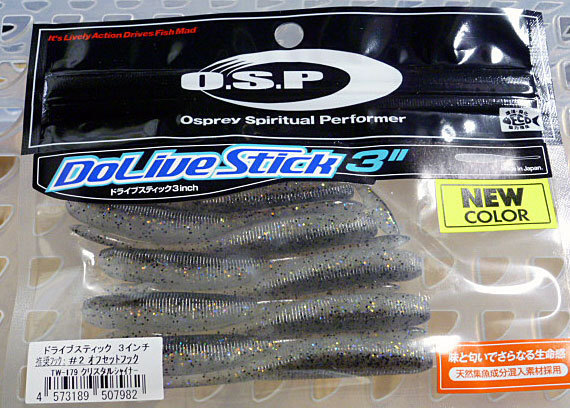 It's Lively Action Drives Fish Mad
O.S.P
Osprey Spiritual Performer
DoLiveStick 3"
ドライブスティック3inch
Made in Japan.
NEW
COLOR
ドライブスティック 3インチ
推奨フック: #2 オフセットフック
TW-179 クリスタルシャイナー
4 573189 507982
味と匂いでさらなる生命感
天然集魚成分混入素材採用